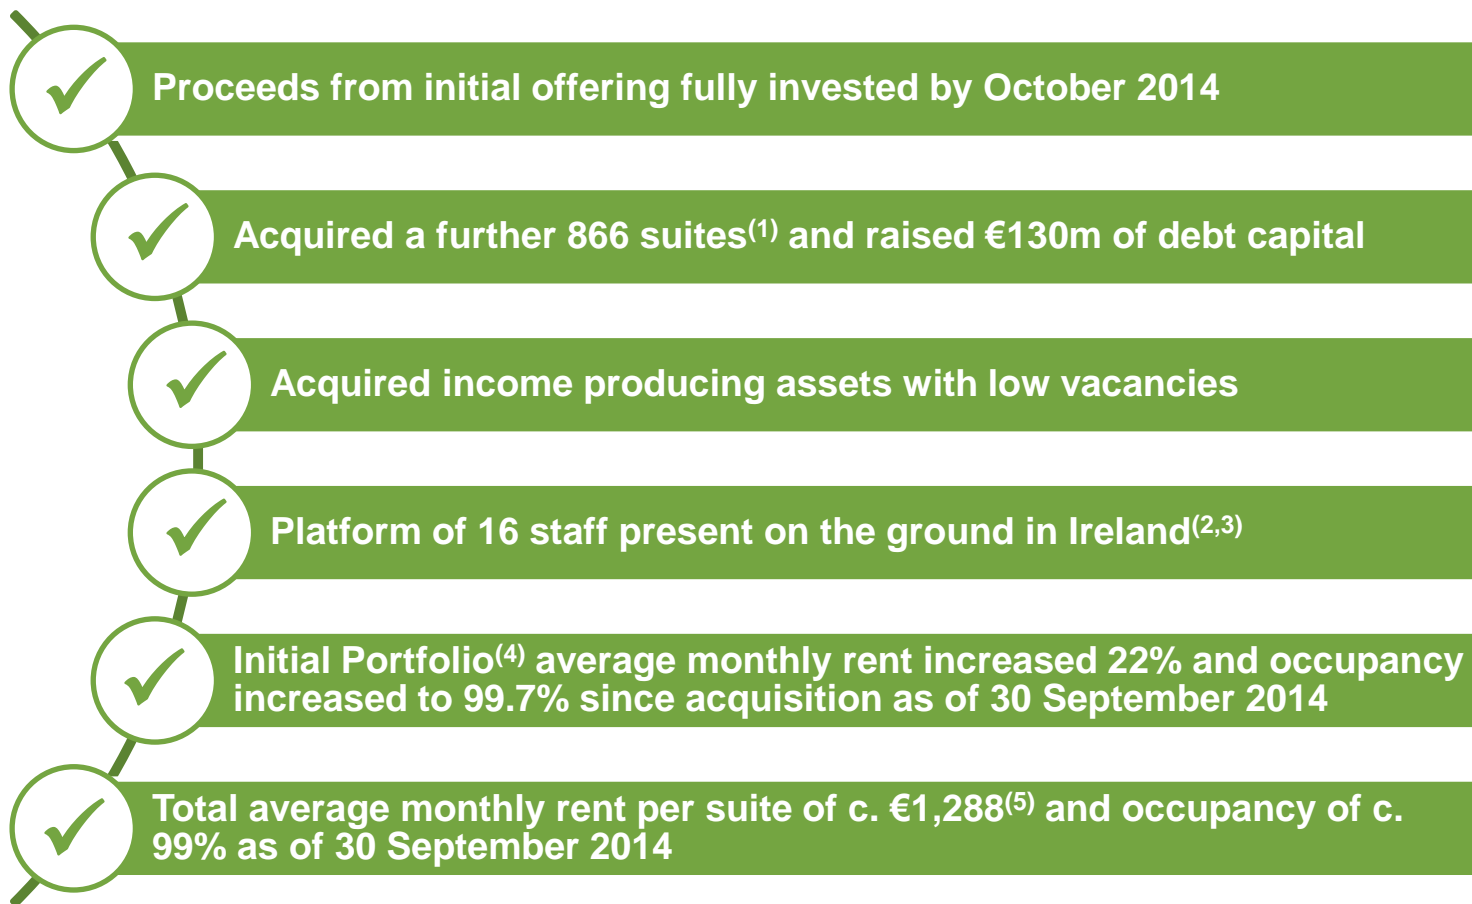 Proceeds from initial offering fully invested by October 2014
Acquired a further 866 suites(1) and raised €130m of debt capital
Acquired income producing assets with low vacancies
Platform of 16 staff present on the ground in Ireland(2,3)
Initial Portfolio(4) average monthly rent increased 22% and occupancy
increased to 99.7% since acquisition as of 30 September 2014
Total average monthly rent per suite of c. €1,288(5) and occupancy of c.
99% as of 30 September 2014